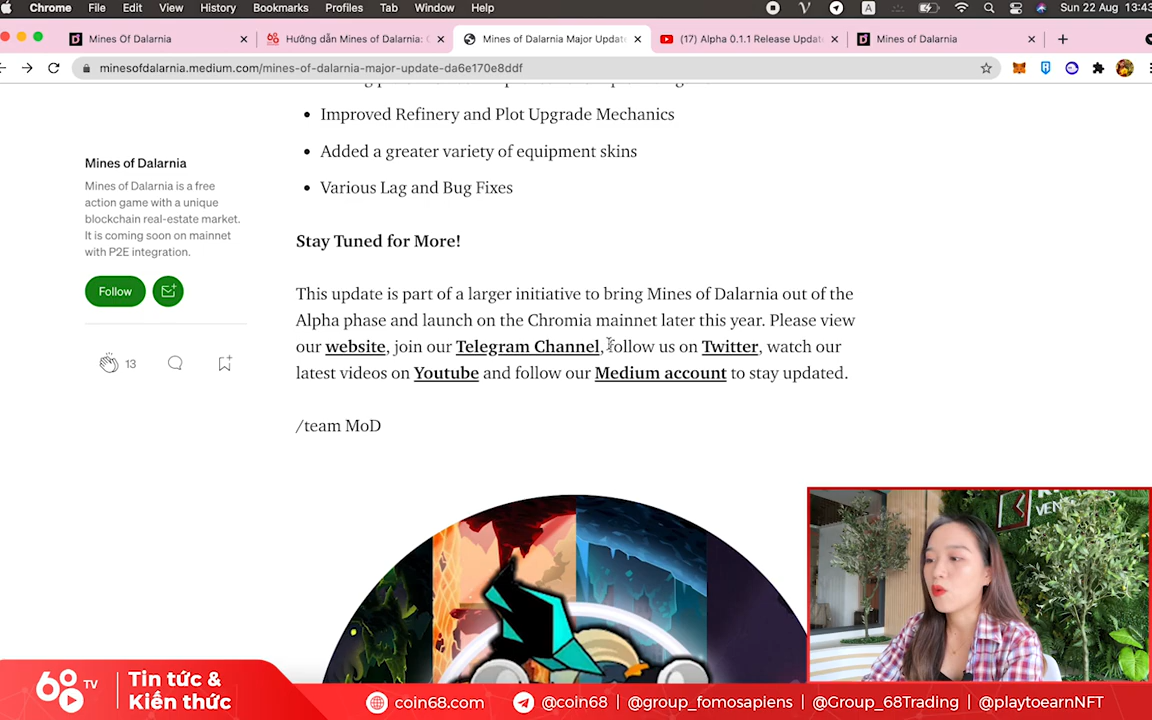 Chrome File Edit View History Bookmarks Profiles Tab Window Help A Sun 22 Aug 13:43
Mines Of Dalarnia
Hướng dẫn Mines of Dalarnia:
Mines of Dalarnia Major Update
(17) Alpha 0.1.1 Release Update
Mines of Dalarnia
minesofdalarnia.medium.com/mines-of-dalarnia-major-update-da6e170e8ddf
Improved Refinery and Plot Upgrade Mechanics
Added a greater variety of equipment skins
Various Lag and Bug Fixes
Mines of Dalarnia
Mines of Dalarnia is a free
action game with a unique
blockchain real-estate market.
It is coming soon on mainnet
with P2E integration.
Follow
13
Stay Tuned for More!
This update is part of a larger initiative to bring Mines of Dalarnia out of the
Alpha phase and launch on the Chromia mainnet later this year. Please view
our website, join our Telegram Channel, follow us on Twitter, watch our
latest videos on Youtube and follow our Medium account to stay updated.
/team MoD
68 TV
Tin tức &
Kiến thức
coin68.com
@coin68 | @group_fomosapiens | @Group_68Trading | @playtoearnNFT